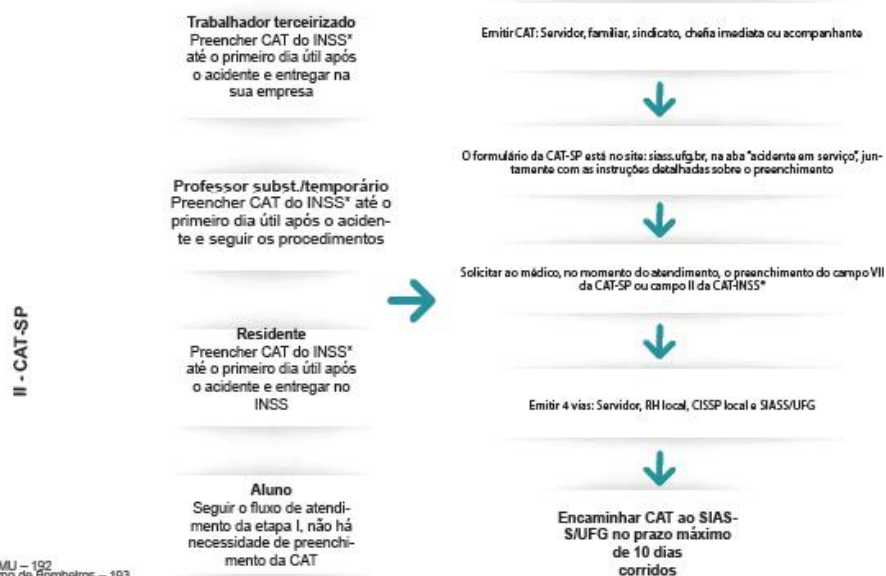 Trabalhador terceirizado
Preencher CAT do INSS*
até o primeiro dia útil após
o acidente e entregar na
sua empresa
Professor subst./temporário
Preencher CAT do INSS* até o
primeiro dia útil após o aciden-
te e seguir os procedimentos
Residente
Preencher CAT do INSS*
até o primeiro dia útil após
o acidente e entregar no
INSS
Aluno
Seguir o fluxo de atendi-
mento da etapa I, não há
necessidade de preenchi-
mento da CAT
II - CAT-SP
Emitir CAT: Servidor, familiar, sindicato, chefia imediata ou acompanhante
O formulário da CAT-SP está no site: siass.ufg.br, na aba "acidente em serviço", jun-
tamente com as instruções detalhadas sobre o preenchimento
Solicitar ao médico, no momento do atendimento, o preenchimento do campo VII
da CAT-SP ou campo II da CAT-INSS*
Emitir 4 vias: Servidor, RH local, CISSP local e SIASS/UFG
Encaminhar CAT ao SIAS-
S/UFG no prazo máximo
de 10 dias
corridos
MU – 192
de Bombeiros – 193